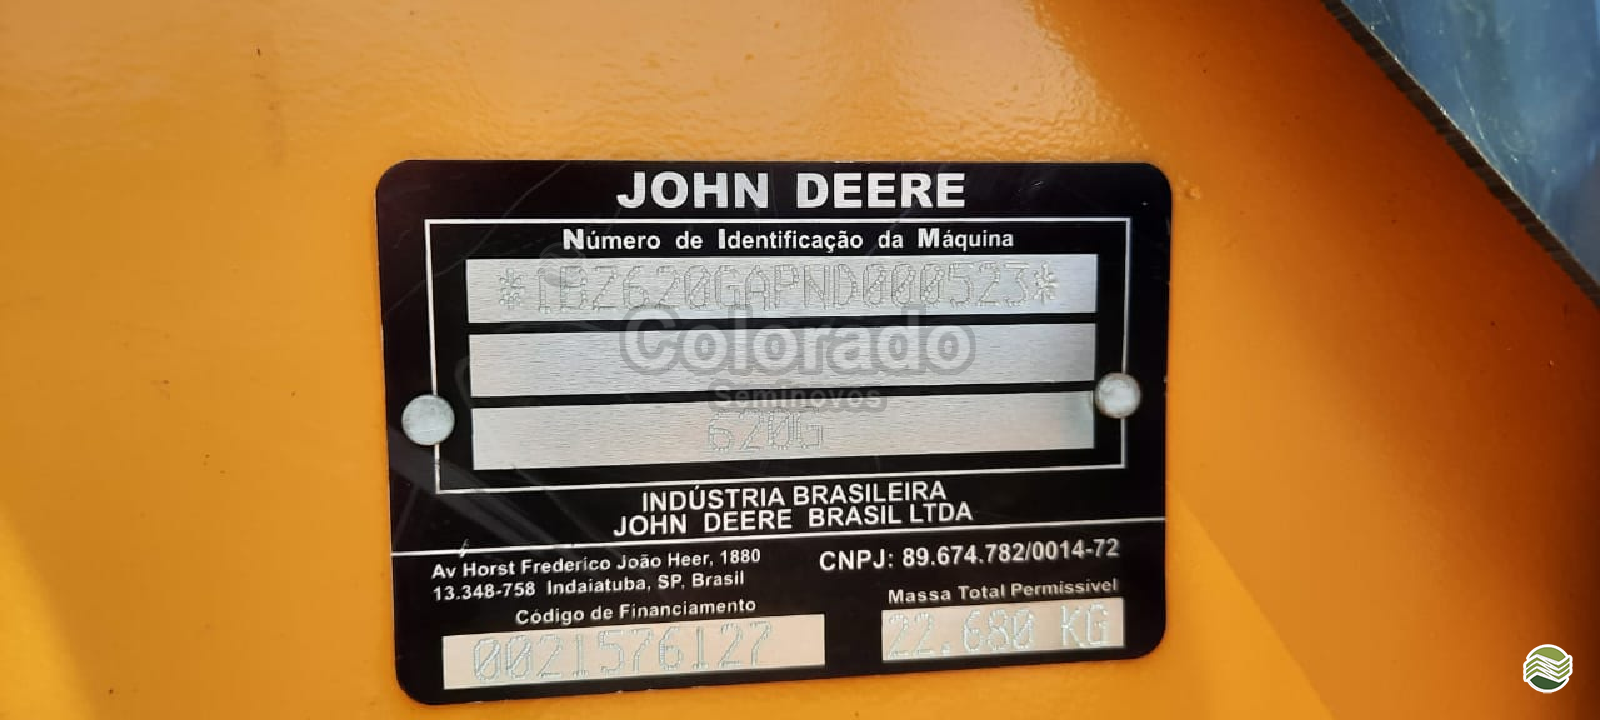 JOHN DEERE
Número de Identificação da Máquina
*1BZ620GAPND000523*
Colorado
Seminovos
620G
INDÚSTRIA BRASILEIRA
JOHN DEERE BRASIL LTDA
Av Horst Frederico João Heer, 1880
13.348-758 Indaiatuba, SP, Brasil
CNPJ: 89.674.782/0014-72
Código de Financiamento
0021576127
Massa Total Permissivel
22.680 KG